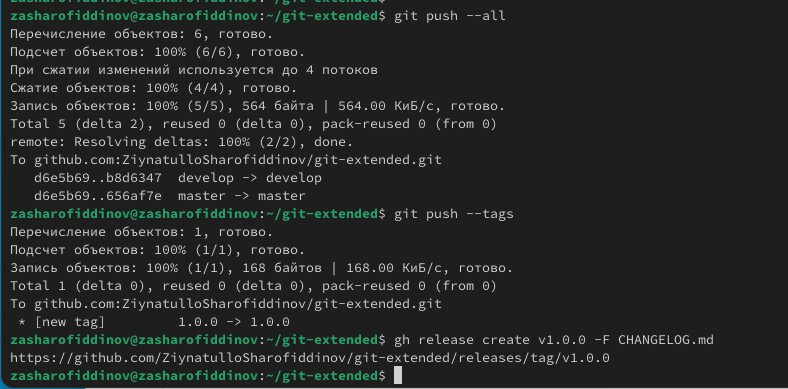 zasharofiddinov@zasharofiddinov:~/git-extended$ git push --all
Перечисление объектов: 6, готово.
Подсчет объектов: 100% (6/6), готово.
При сжатии изменений используется до 4 потоков
Сжатие объектов: 100% (4/4), готово.
Запись объектов: 100% (5/5), 564 байта | 564.00 КиБ/с, готово.
Total 5 (delta 2), reused 0 (delta 0), pack-reused 0 (from 0)
remote: Resolving deltas: 100% (2/2), done.
To github.com:ZiynatulloSharofiddinov/git-extended.git
   d6e5b69..b8d6347  develop -> develop
   d6e5b69..656af7e  master -> master
zasharofiddinov@zasharofiddinov:~/git-extended$ git push --tags
Перечисление объектов: 1, готово.
Подсчет объектов: 100% (1/1), готово.
Запись объектов: 100% (1/1), 168 байтов | 168.00 КиБ/с, готово.
Total 1 (delta 0), reused 0 (delta 0), pack-reused 0 (from 0)
To github.com:ZiynatulloSharofiddinov/git-extended.git
 * [new tag]         1.0.0 -> 1.0.0
zasharofiddinov@zasharofiddinov:~/git-extended$ gh release create v1.0.0 -F CHANGELOG.md
https://github.com/ZiynatulloSharofiddinov/git-extended/releases/tag/v1.0.0
zasharofiddinov@zasharofiddinov:~/git-extended$